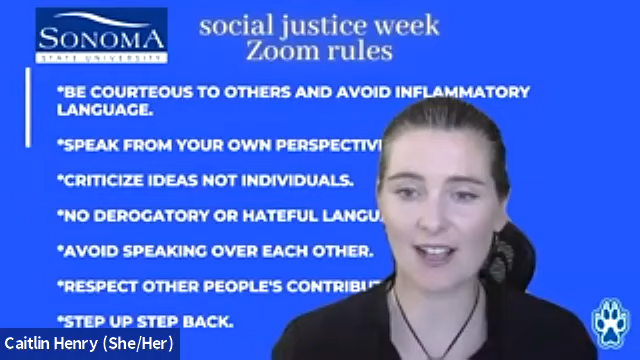 SONOMA
STATE UNIVERSITY
social justice week
Zoom rules
*BE COURTEOUS TO OTHERS AND AVOID INFLAMMATORY
LANGUAGE.
*SPEAK FROM YOUR OWN
*CRITICIZE IDEAS NOT INDIVIDUALS.
*NO DEROGATORY OR HATEFUL
*AVOID SPEAKING OVER EACH OTHER.
*RESPECT OTHER PEOPLE'S
*STEP UP STEP BACK.
Caitlin Henry (She/Her)